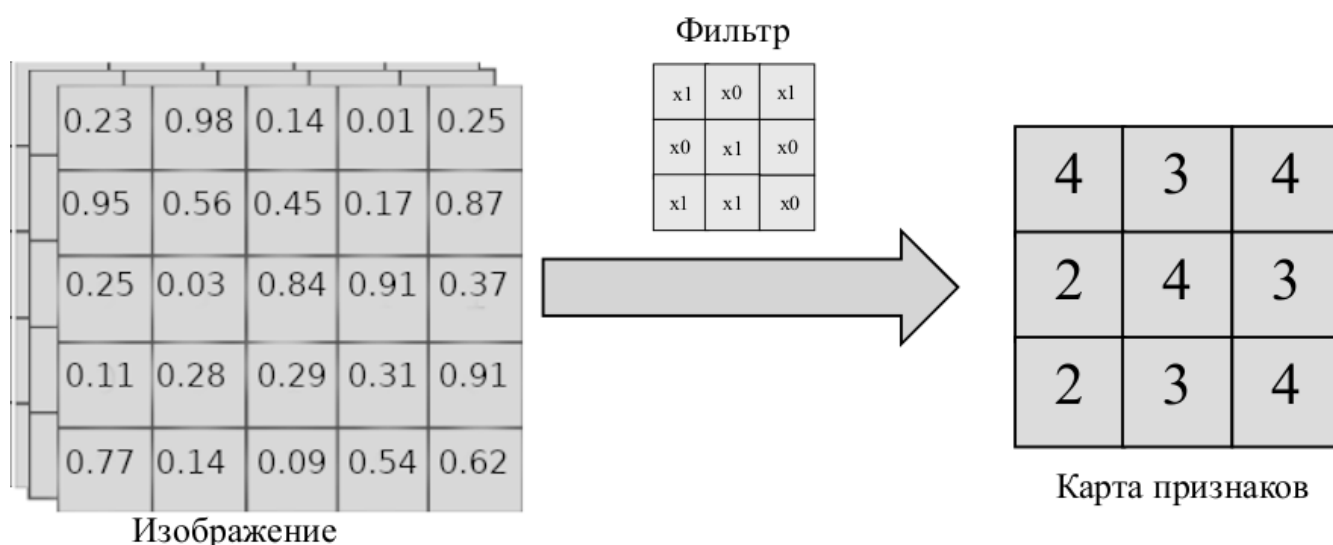 Фильтр
x1 x0 x1
x0 x1 x0
x1 x1 x0
0.23 0.98 0.14 0.01 0.25
0.95 0.56 0.45 0.17 0.87
0.25 0.03 0.84 0.91 0.37
0.11 0.28 0.29 0.31 0.91
0.77 0.14 0.09 0.54 0.62
Изображение
4 3 4
2 4 3
2 3 4
Карта признаков